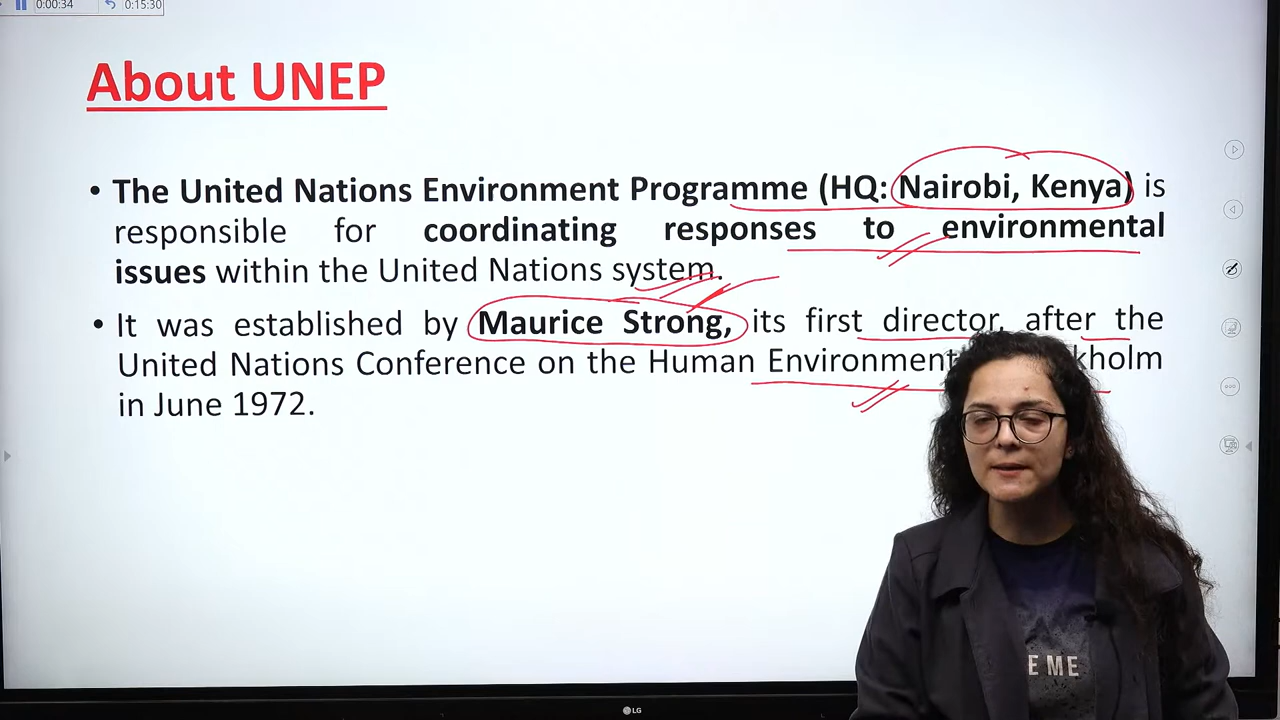 0:00:34 0:15:30
About UNEP
• The United Nations Environment Programme (HQ: Nairobi, Kenya) is
responsible for coordinating responses to environmental
issues within the United Nations system.
• It was established by Maurice Strong, its first director, after the
United Nations Conference on the Human Environment kholm
in June 1972.
E ME
LG